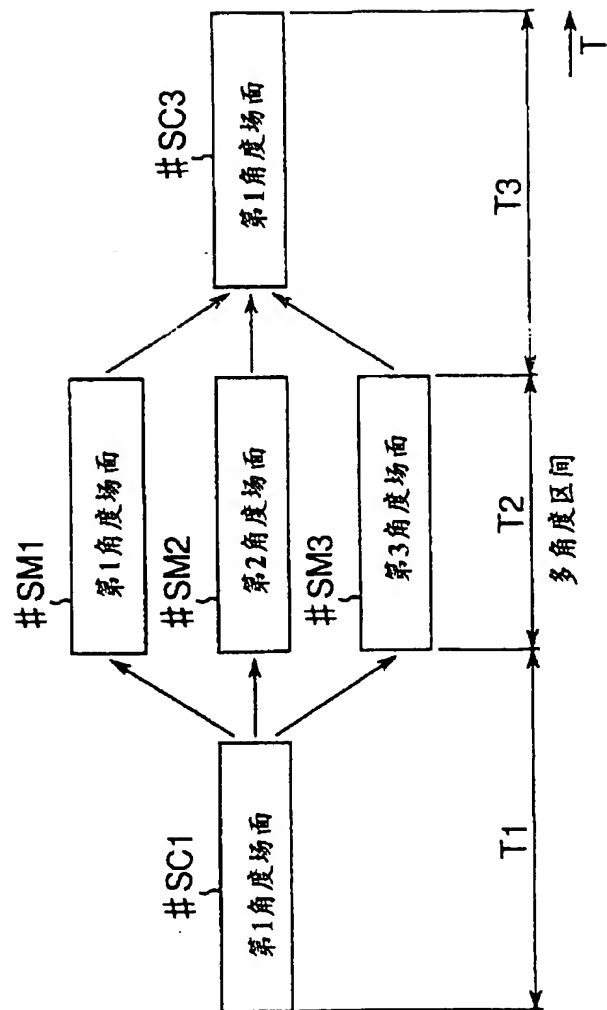 #SC1
第1角度场面
#SM1
第1角度场面
#SM2
第2角度场面
#SM3
第3角度场面
#SC3
第1角度场面
T1
T2
T3
多角度区间
T